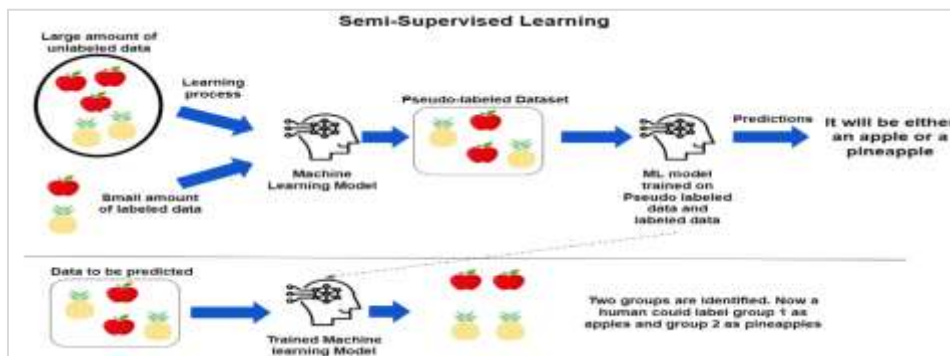 Semi-Supervised Learning
Large amount of
unlabeled data
Learning
process
Pseudo-labeled Dataset
Predictions
It will be either
an apple or a
pineapple
Machine
Learning Model
ML model
trained on
Pseudo labeled
data and
labeled data
Small amount
of labeled data
Data to be predicted
Two groups are identified. Now a
human could label group 1 as
apples and group 2 as pineapples
Trained Machine
learning Model